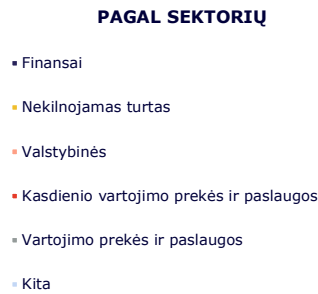 PAGAL SEKTORIŲ
Finansai
Nekilnojamas turtas
Valstybinės
Kasdienio vartojimo prekės ir paslaugos
Vartojimo prekės ir paslaugos
Kita